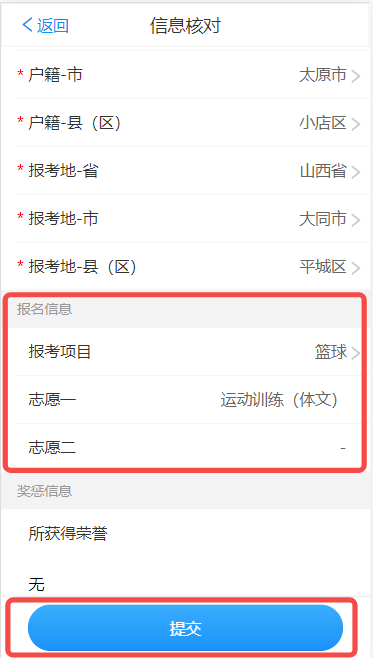 返回 信息核对
* 户籍-市 太原市
* 户籍-县（区） 小店区
* 报考地-省 山西省
* 报考地-市 大同市
* 报考地-县（区） 平城区
报名信息
报考项目 篮球
志愿一 运动训练（体文）
志愿二 -
奖惩信息
所获得荣誉
无
提交